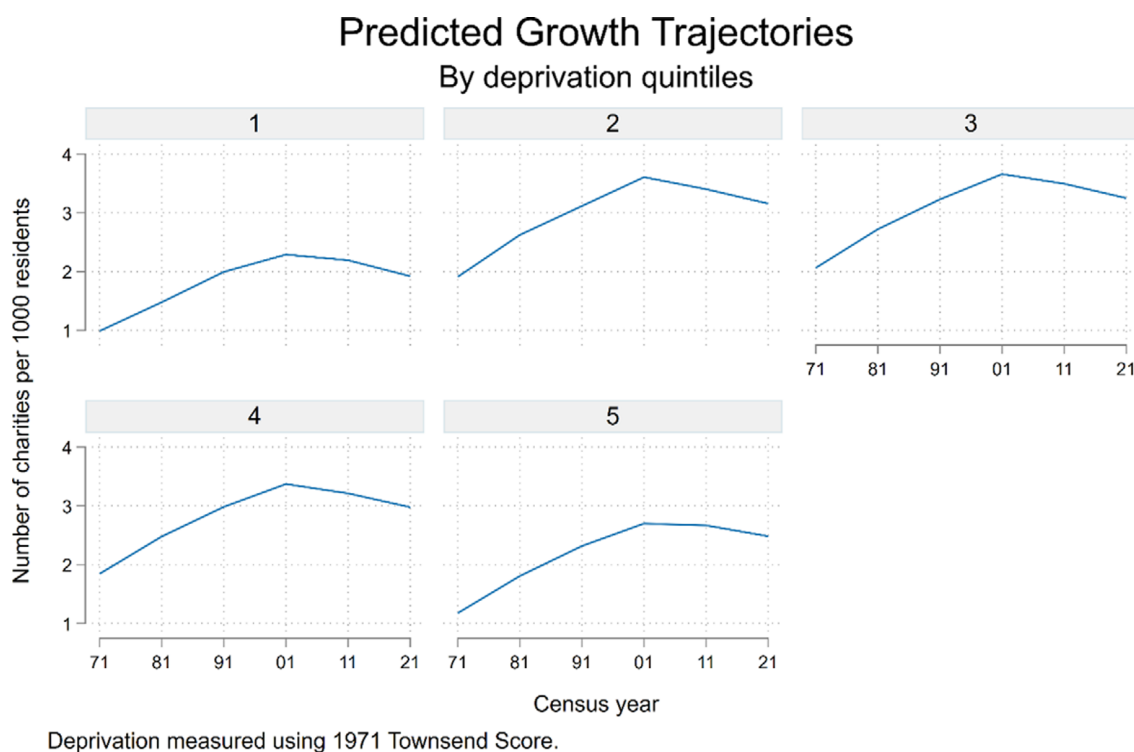 Predicted Growth Trajectories
By deprivation quintiles
1
2
3
4
3
2
1
71 81 91 01 11 21
4
5
4
3
2
1
71 81 91 01 11 21
71 81 91 01 11 21
Number of charities per 1000 residents
Census year
Deprivation measured using 1971 Townsend Score.